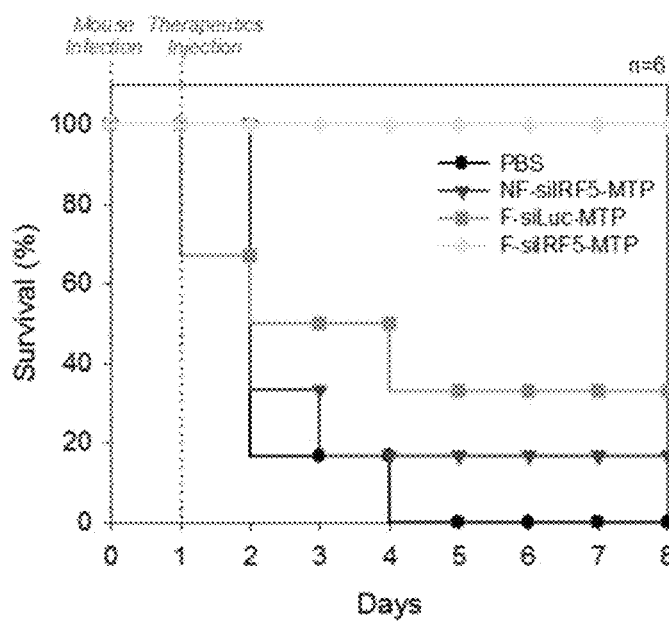 Mouse Therapeutics
Infection Injection
n=6
100
80
60
40
20
0
Survival (%)
PBS
NF-siIRF5-MTP
F-siLuc-MTP
F-siIRF5-MTP
0 1 2 3 4 5 6 7 8
Days